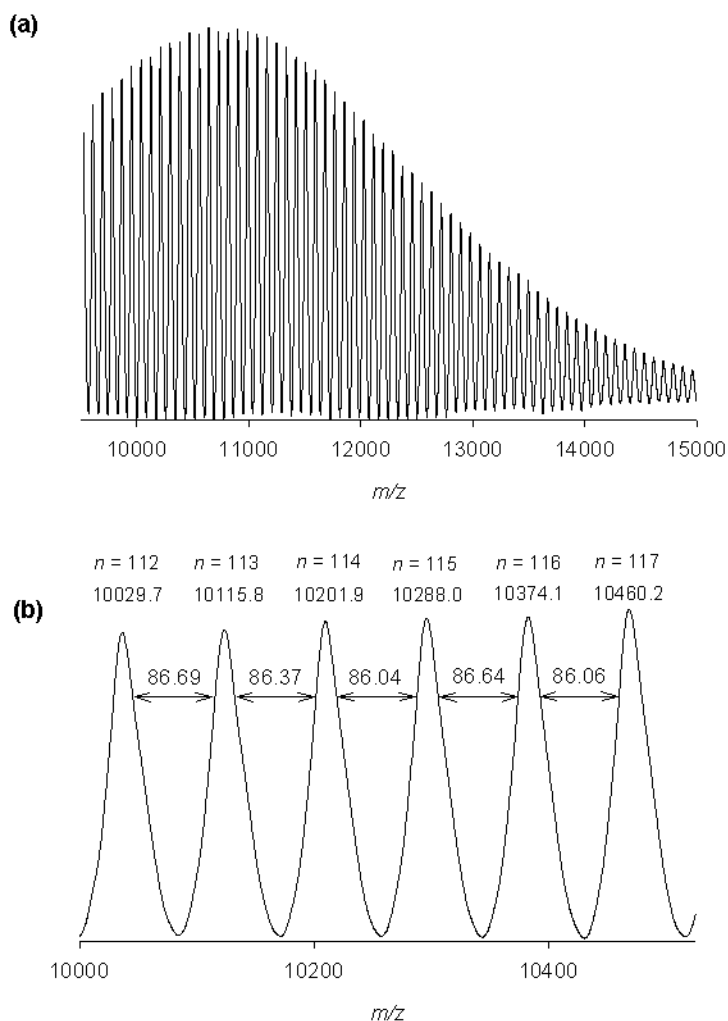 (a)
10000 11000 12000 13000 14000 15000
m/z
n = 112 n = 113 n = 114 n = 115 n = 116 n = 117
10029.7 10115.8 10201.9 10288.0 10374.1 10460.2
(b)
86.69 86.37 86.04 86.64 86.06
10000 10200 10400
m/z